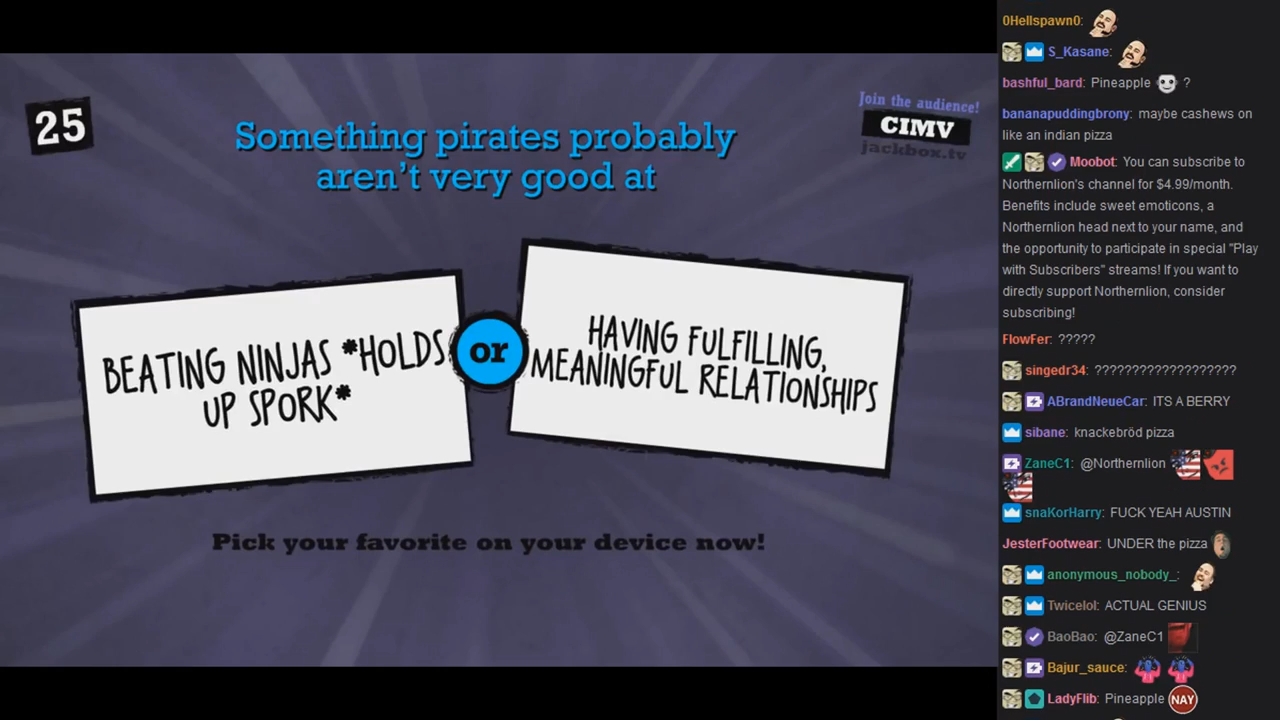 25
Something pirates probably
aren't very good at
Join the audience!
CIMV
jackbox.tv
BEATING NINJAS *HOLDS
UP SPORK*
or
HAVING FULFILLING,
MEANINGFUL RELATIONSHIPS
Pick your favorite on your device now!
0Hellspawn0:
S_Kasane:
bashful_bard: Pineapple ?
bananapuddingbrony: maybe cashews on
like an indian pizza
Moobot: You can subscribe to
Northernlion's channel for $4.99/month.
Benefits include sweet emoticons, a
Northernlion head next to your name, and
the opportunity to participate in special "Play
with Subscribers" streams! If you want to
directly support Northernlion, consider
subscribing!
FlowFer: ?????
singedr34: ???????????????????
ABrandNeueCar: ITS A BERRY
sibane: knackebröd pizza
ZaneC1: @Northernlion
snaKorHarry: FUCK YEAH AUSTIN
JesterFootwear: UNDER the pizza
anonymous_nobody_:
Twicelol: ACTUAL GENIUS
BaoBao: @ZaneC1
Bajur_sauce:
LadyFlib: Pineapple NAY